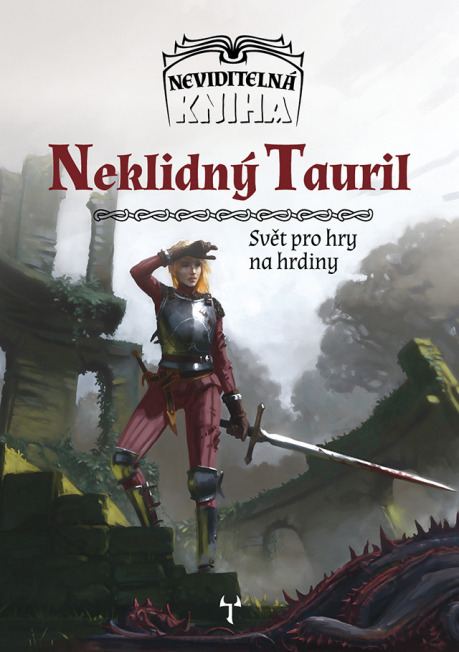 NEVIDITELNÁ
KNIHA
Neklidný Tauril
Svět pro hry
na hrdiny